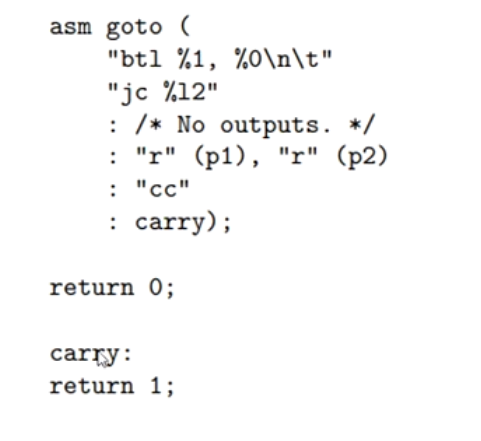 asm goto (
"btl %1, %0\n\t"
"jc %l2"
: /* No outputs. */
: "r" (p1), "r" (p2)
: "cc"
: carry);
return 0;
carry:
return 1;